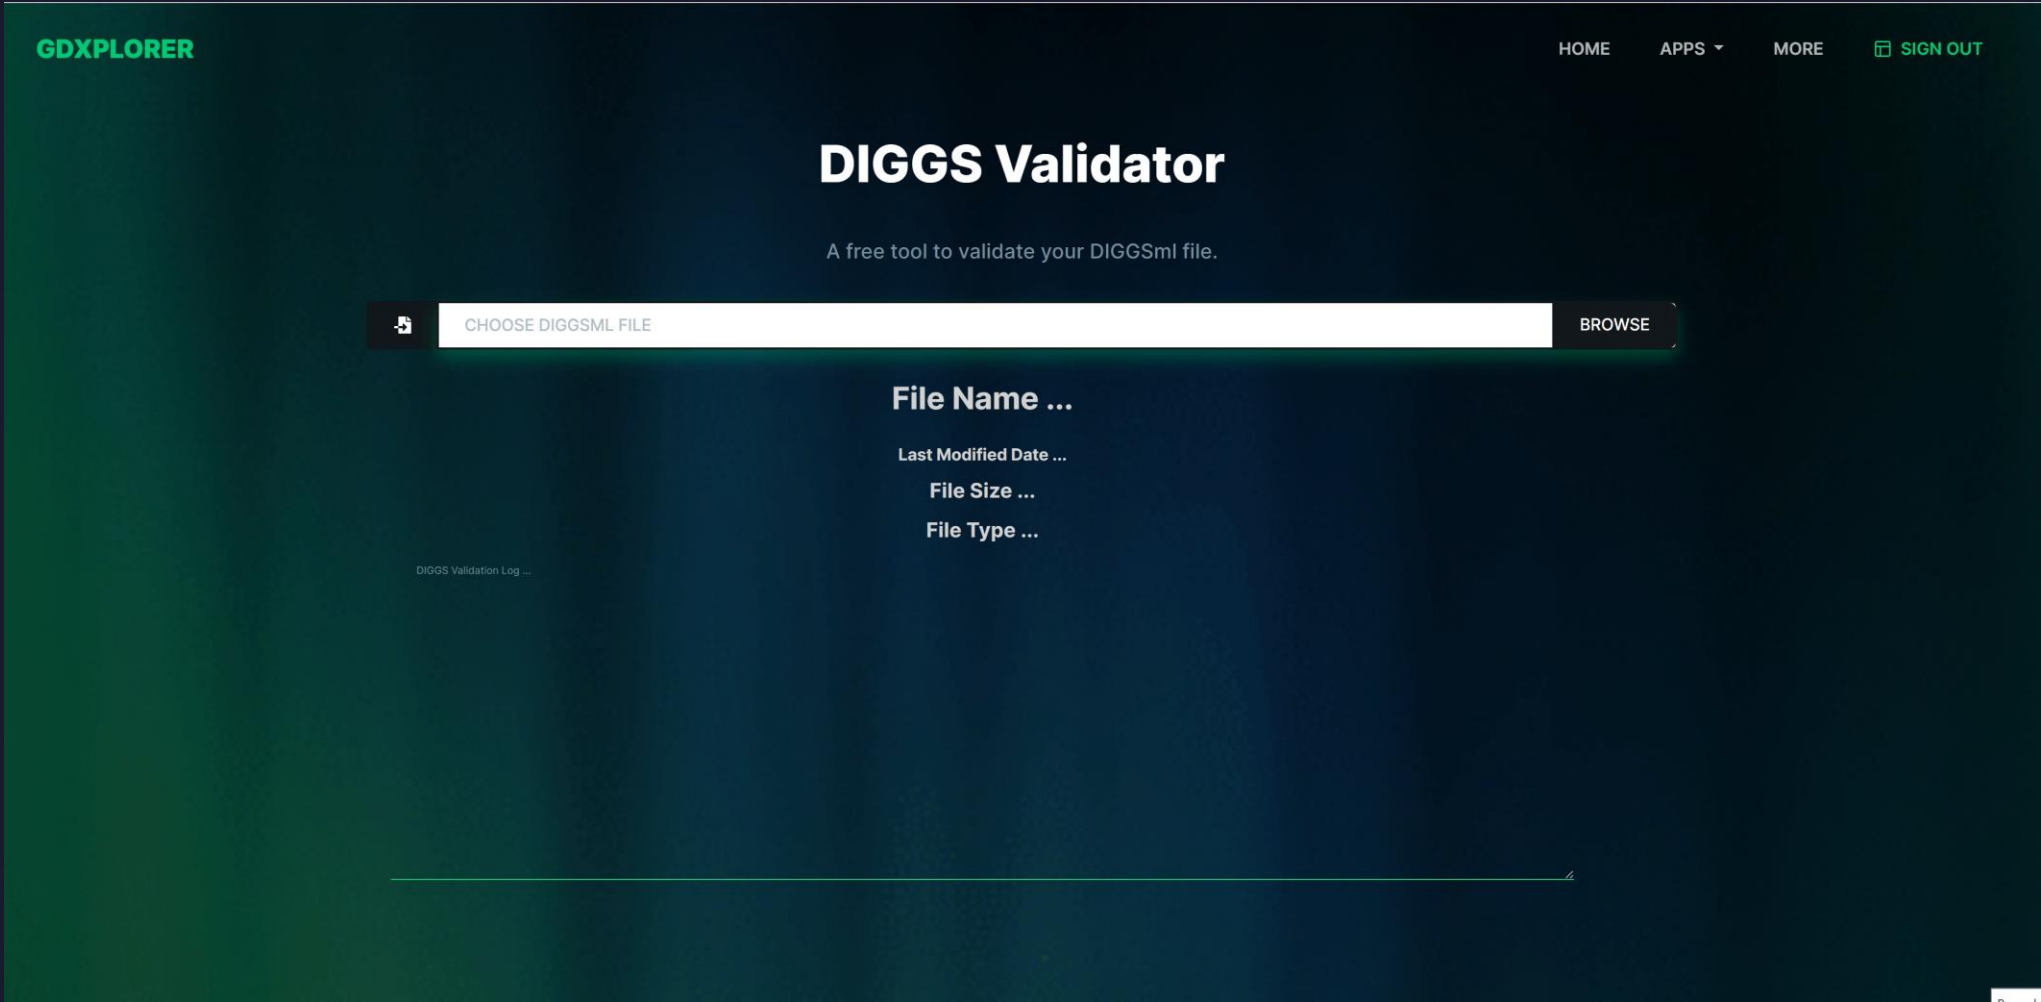 GDXPLORER
HOME APPS MORE SIGN OUT
DIGGS Validator
A free tool to validate your DIGGSml file.
CHOOSE DIGGSML FILE
BROWSE
File Name ...
Last Modified Date ...
File Size ...
File Type ...
DIGGS Validation Log ...